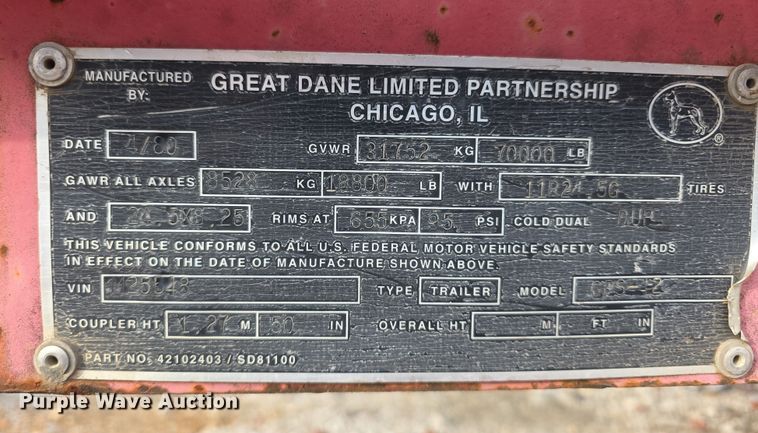 MANUFACTURED BY: GREAT DANE LIMITED PARTNERSHIP
CHICAGO, IL
®
DATE 4/80 GVWR 31752 KG 70000 LB
GAWR ALL AXLES 8528 KG 18800 LB WITH 11R24.5G TIRES
AND 24.5X8.25 RIMS AT 655 KPA 95 PSI COLD DUAL
THIS VEHICLE CONFORMS TO ALL U.S. FEDERAL MOTOR VEHICLE SAFETY STANDARDS
IN EFFECT ON THE DATE OF MANUFACTURE SHOWN ABOVE.
VIN TYPE TRAILER MODEL
COUPLER HT 1.27 M 50 IN OVERALL HT M FT IN
PART NO. 42102403 / SD81100
Purple Wave Auction